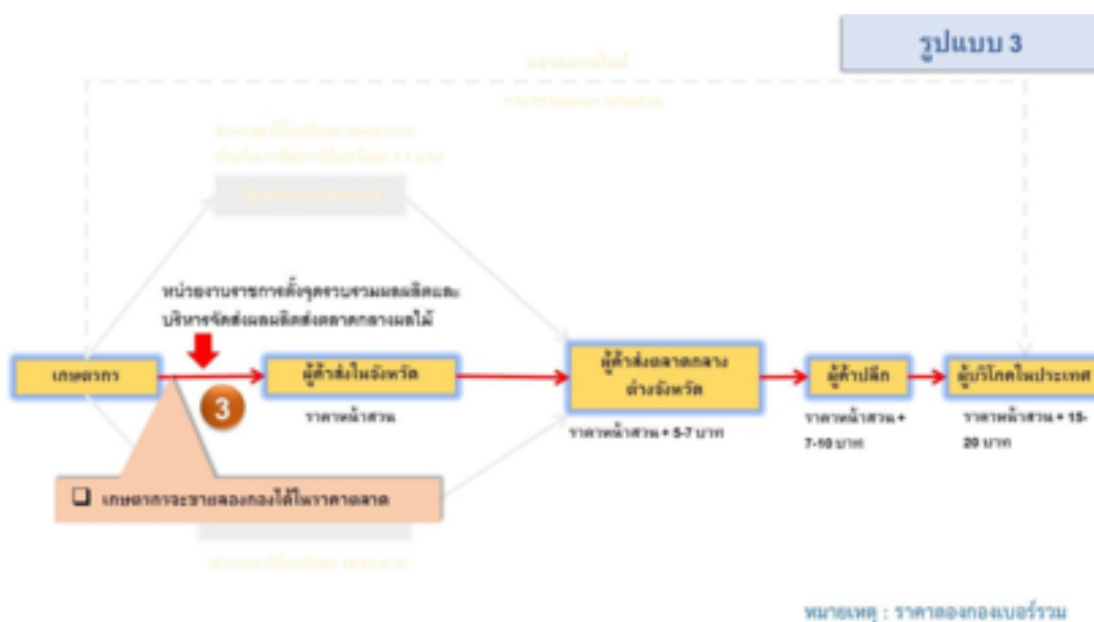 รูปแบบ 3
หน่วยงานราชการตั้งจุดรวบรวมผลผลิตและ
บริหารจัดส่งผลผลิตส่งตลาดกลางผลไม้
เกษตรกร
ผู้ค้าส่งในจังหวัด
ผู้ค้าส่งตลาดกลาง
ต่างจังหวัด
ผู้ค้าปลีก
ผู้บริโภคในประเทศ
3
ราคาหน้าสวน
ราคาหน้าสวน + 5-7 บาท
ราคาหน้าสวน +
7-10 บาท
ราคาหน้าสวน + 15-
20 บาท
เกษตรกรจะขายลองกองได้ในราคาตลาด
หมายเหตุ : ราคาลองกองเบอร์รวม